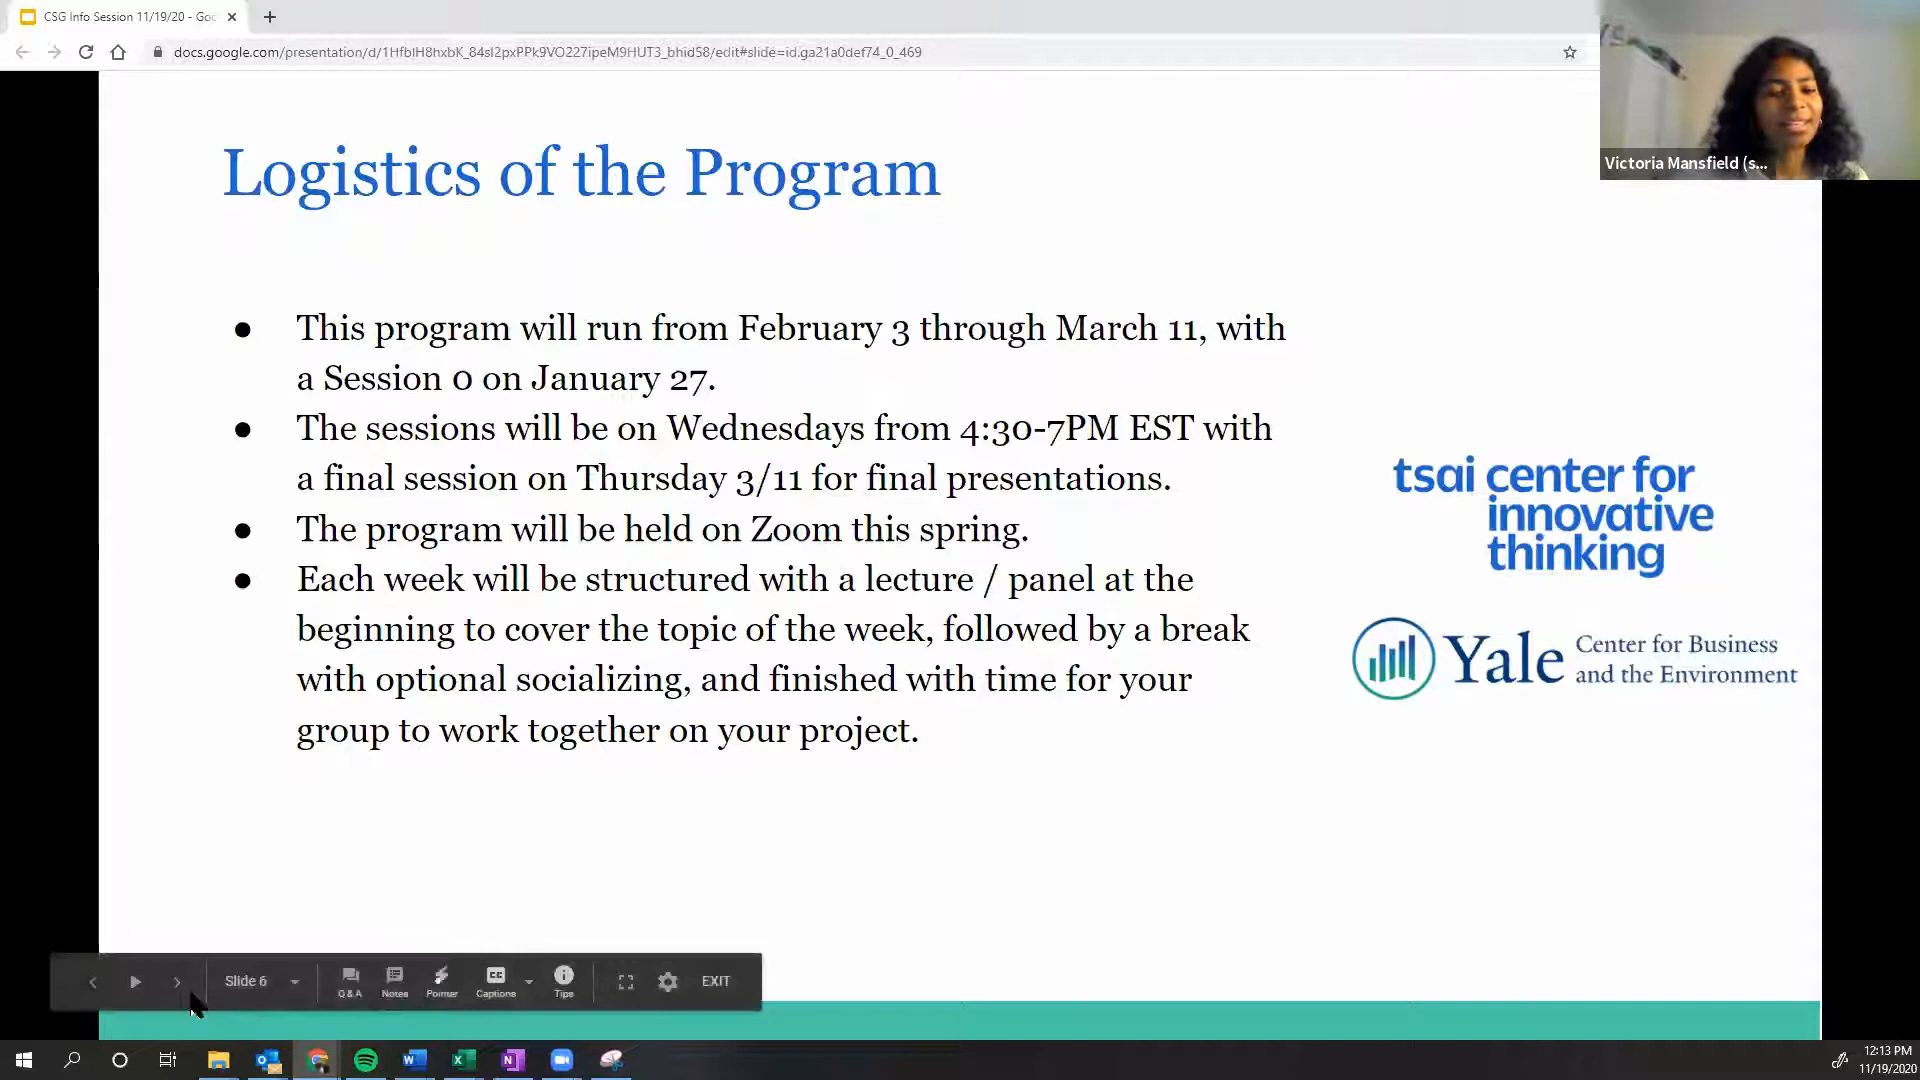 CSG Info Session 11/19/20 - Goo
docs.google.com/presentation/d/1HfbIH8hxbK_84sI2pxPPk9VO227ipeM9HUT3_bhid58/edit#slide=id.ga21a0def74_0_469
Victoria Mansfield (s...
Logistics of the Program
● This program will run from February 3 through March 11, with
a Session 0 on January 27.
● The sessions will be on Wednesdays from 4:30-7PM EST with
a final session on Thursday 3/11 for final presentations.
● The program will be held on Zoom this spring.
● Each week will be structured with a lecture / panel at the
beginning to cover the topic of the week, followed by a break
with optional socializing, and finished with time for your
group to work together on your project.
tsai center for
innovative
thinking
Yale Center for Business
and the Environment
Slide 6
Q & A
Notes
Pointer
CC
Captions
Tips
EXIT
12:13 PM
11/19/2020